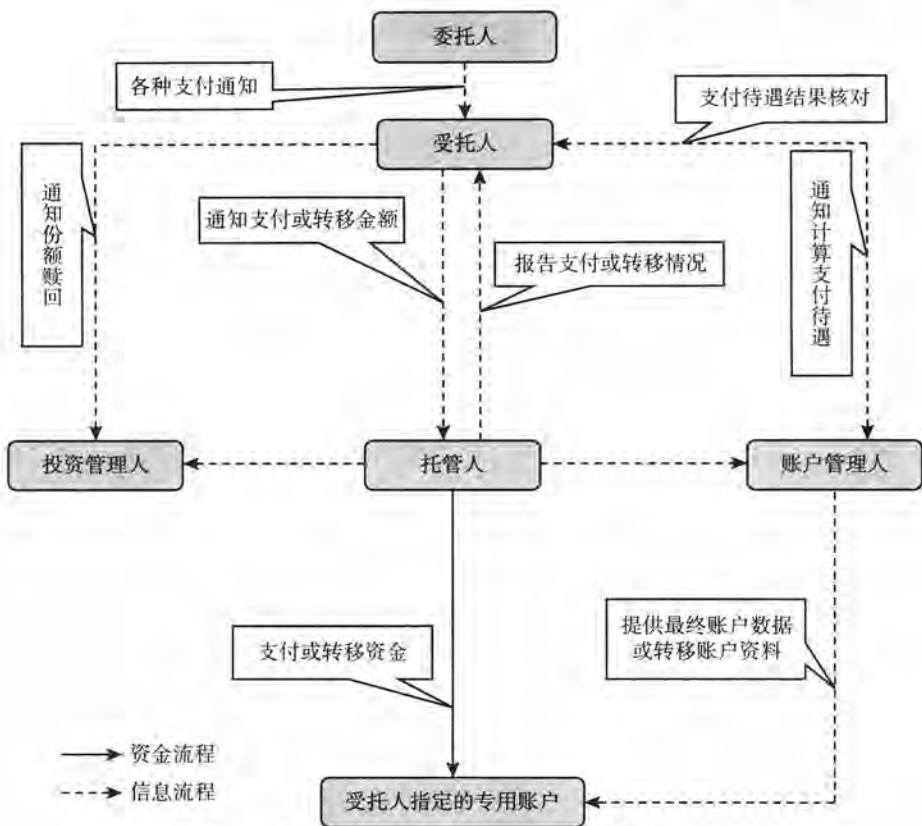 委托人
各种支付通知
支付待遇结果核对
受托人
通知份额赎回
通知支付或转移金额
报告支付或转移情况
通知计算支付待遇
投资管理人
托管人
账户管理人
支付或转移资金
提供最终账户数据
或转移账户资料
资金流程
信息流程
受托人指定的专用账户